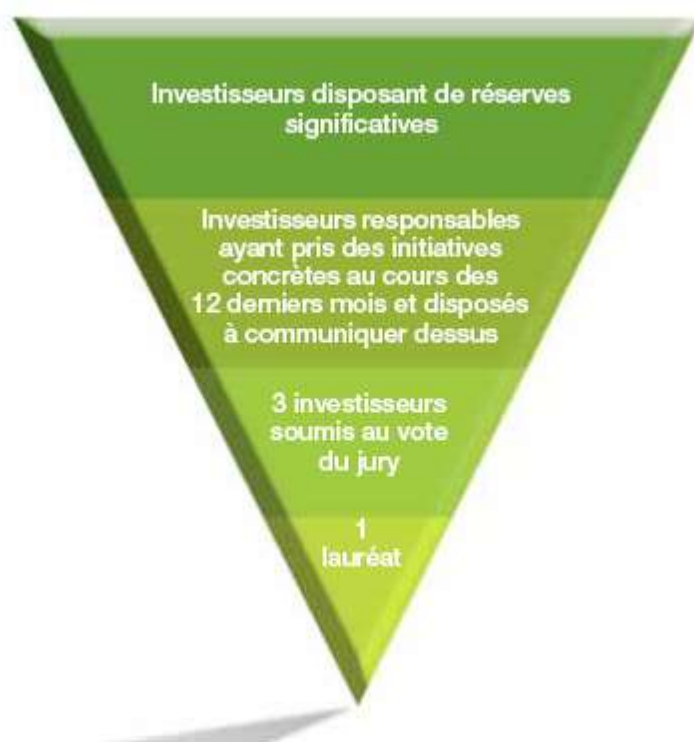 Investisseurs disposant de réserves
significatives
Investisseurs responsables
ayant pris des initiatives
concrètes au cours des
12 derniers mois et disposés
à communiquer dessus
3 investisseurs
soumis au vote
du jury
1
lauréat